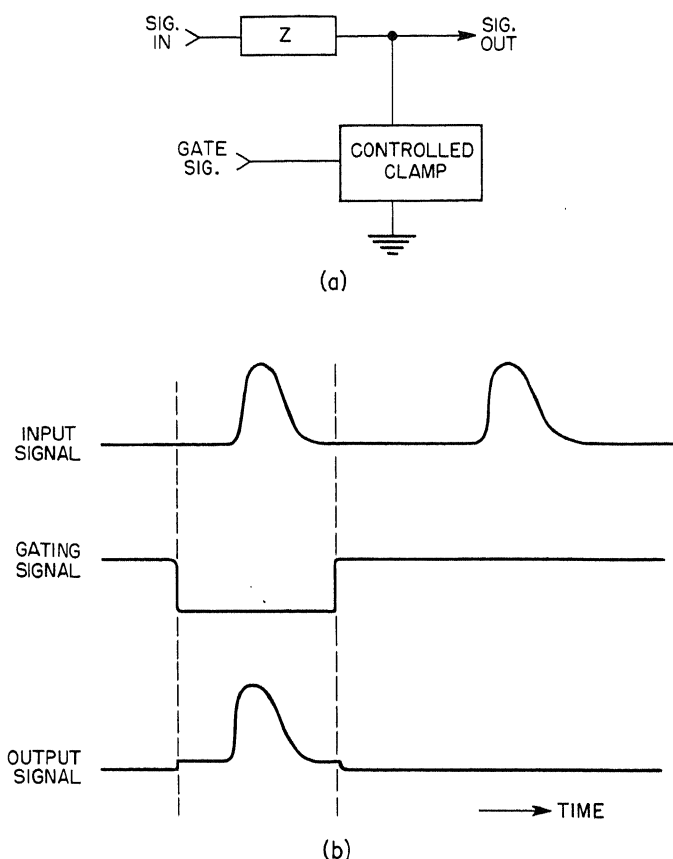 SIG.
IN
Z
SIG.
OUT
GATE
SIG.
CONTROLLED
CLAMP
(a)
INPUT
SIGNAL
GATING
SIGNAL
OUTPUT
SIGNAL
TIME
(b)